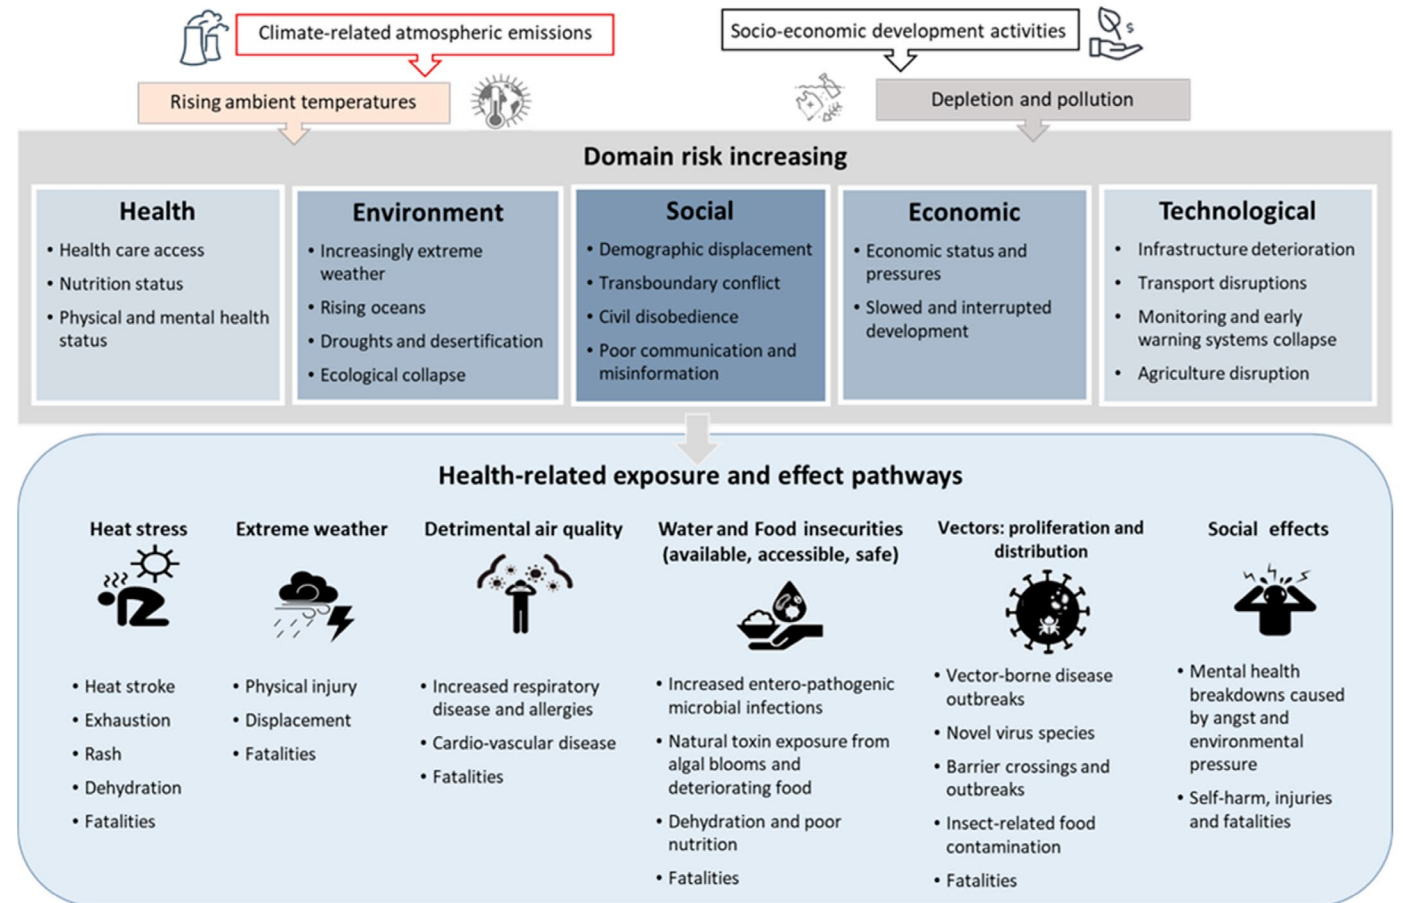 Climate-related atmospheric emissions
Socio-economic development activities
$
Rising ambient temperatures
Depletion and pollution
Domain risk increasing
Health
• Health care access
• Nutrition status
• Physical and mental health
status
Environment
• Increasingly extreme
weather
• Rising oceans
• Droughts and desertification
• Ecological collapse
Social
• Demographic displacement
• Transboundary conflict
• Civil disobedience
• Poor communication and
misinformation
Economic
• Economic status and
pressures
• Slowed and interrupted
development
Technological
• Infrastructure deterioration
• Transport disruptions
• Monitoring and early
warning systems collapse
• Agriculture disruption
Health-related exposure and effect pathways
Heat stress
• Heat stroke
• Exhaustion
• Rash
• Dehydration
• Fatalities
Extreme weather
• Physical injury
• Displacement
• Fatalities
Detrimental air quality
• Increased respiratory
disease and allergies
• Cardio-vascular disease
• Fatalities
Water and Food insecurities
(available, accessible, safe)
• Increased entero-pathogenic
microbial infections
• Natural toxin exposure from
algal blooms and
deteriorating food
• Dehydration and poor
nutrition
• Fatalities
Vectors: proliferation and
distribution
• Vector-borne disease
outbreaks
• Novel virus species
• Barrier crossings and
outbreaks
• Insect-related food
contamination
• Fatalities
Social effects
• Mental health
breakdowns caused
by angst and
environmental
pressure
• Self-harm, injuries
and fatalities